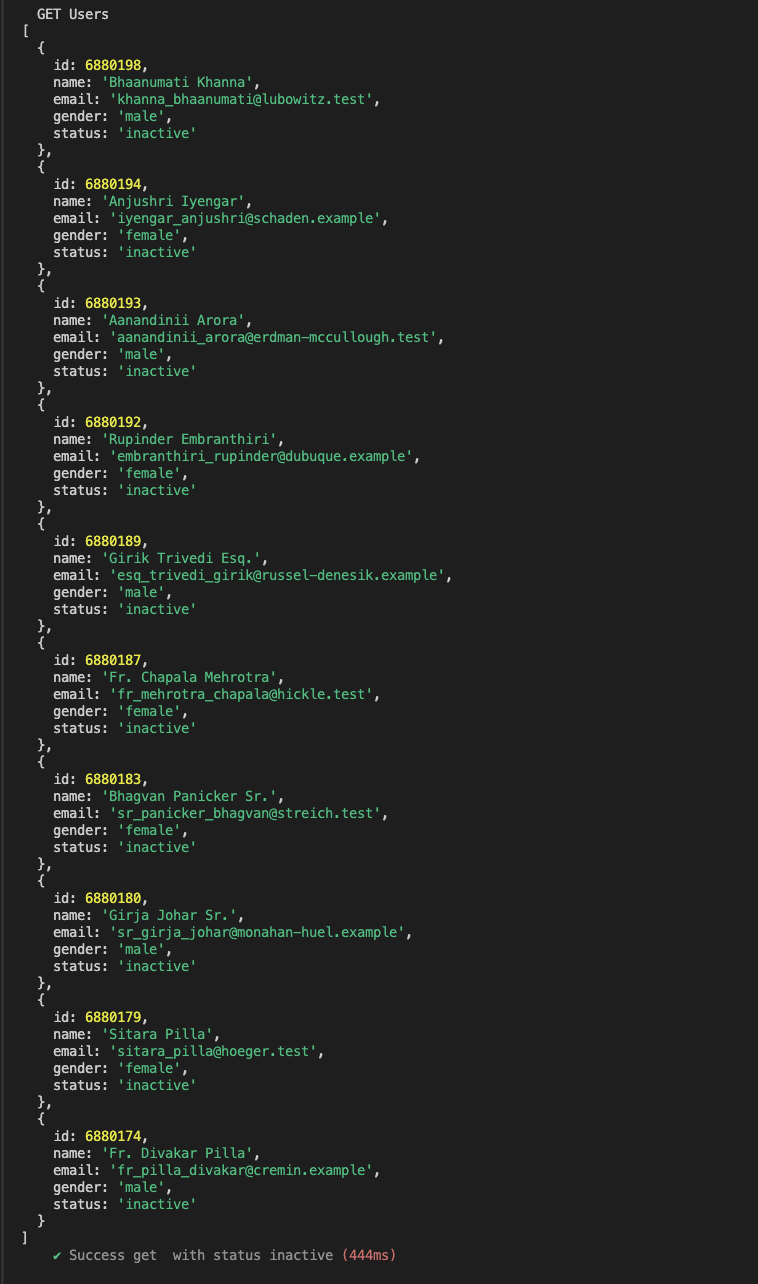 GET Users
[
  {
    id: 6880198,
    name: 'Bhaanumati Khanna',
    email: 'khanna_bhaanumati@lubowitz.test',
    gender: 'male',
    status: 'inactive'
  },
  {
    id: 6880194,
    name: 'Anjushri Iyengar',
    email: 'iyengar_anjushri@schaden.example',
    gender: 'female',
    status: 'inactive'
  },
  {
    id: 6880193,
    name: 'Aanandinii Arora',
    email: 'aanandinii_arora@erdman-mccullough.test',
    gender: 'male',
    status: 'inactive'
  },
  {
    id: 6880192,
    name: 'Rupinder Embranthiri',
    email: 'embranthiri_rupinder@dubuque.example',
    gender: 'female',
    status: 'inactive'
  },
  {
    id: 6880189,
    name: 'Girik Trivedi Esq.',
    email: 'esq_trivedi_girik@russel-denesik.example',
    gender: 'male',
    status: 'inactive'
  },
  {
    id: 6880187,
    name: 'Fr. Chapala Mehrotra',
    email: 'fr_mehrotra_chapala@hickle.test',
    gender: 'female',
    status: 'inactive'
  },
  {
    id: 6880183,
    name: 'Bhagvan Panicker Sr.',
    email: 'sr_panicker_bhagvan@streich.test',
    gender: 'female',
    status: 'inactive'
  },
  {
    id: 6880180,
    name: 'Girja Johar Sr.',
    email: 'sr_girja_johar@monahan-huel.example',
    gender: 'male',
    status: 'inactive'
  },
  {
    id: 6880179,
    name: 'Sitara Pilla',
    email: 'sitara_pilla@hoeger.test',
    gender: 'female',
    status: 'inactive'
  },
  {
    id: 6880174,
    name: 'Fr. Divakar Pilla',
    email: 'fr_pilla_divakar@cremin.example',
    gender: 'male',
    status: 'inactive'
  }
]
    ✔ Success get  with status inactive (444ms)